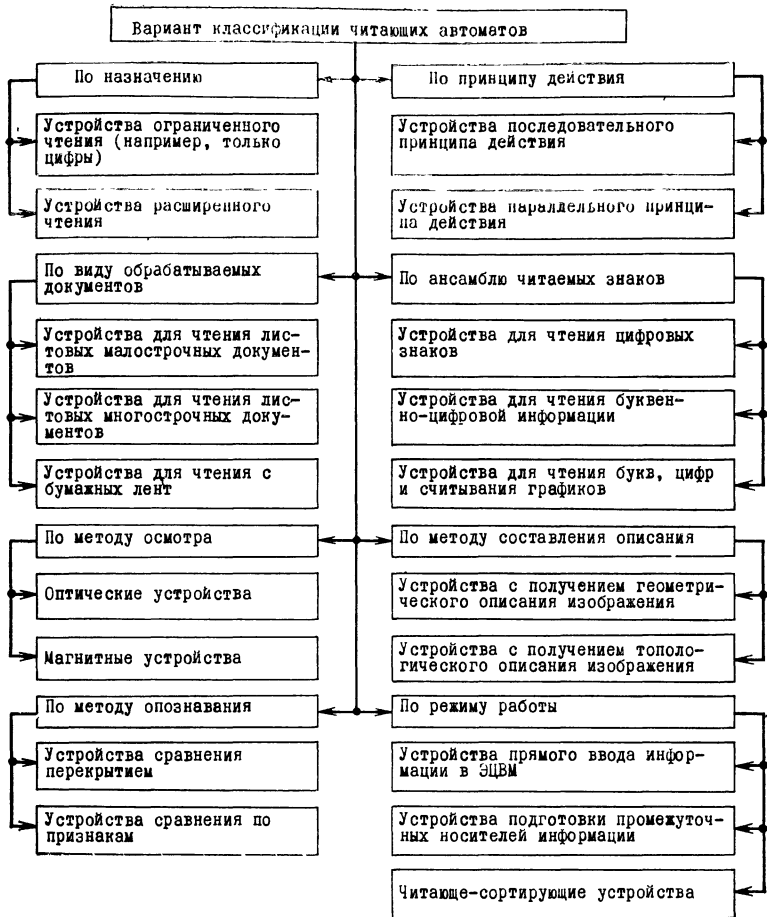 Вариант классификации читающих автоматов
По назначению
Устройства ограниченного
чтения (например, только
цифры)
Устройства расширенного
чтения
По принципу действия
Устройства последовательного
принципа действия
Устройства параллельного принци-
па действия
По виду обрабатываемых
документов
Устройства для чтения лис-
товых малострочных докумен-
тов
Устройства для чтения лис-
товых многострочных доку-
ментов
Устройства для чтения с
бумажных лент
По ансамблю читаемых знаков
Устройства для чтения цифровых
знаков
Устройства для чтения буквен-
но-цифровой информации
Устройства для чтения букв, цифр
и считывания графиков
По методу осмотра
Оптические устройства
Магнитные устройства
По методу составления описания
Устройства с получением геометри-
ческого описания изображения
Устройства с получением тополо-
гического описания изображения
По методу опознавания
Устройства сравнения
перекрытием
Устройства сравнения по
признакам
По режиму работы
Устройства прямого ввода инфор-
мации в ЭЦВМ
Устройства подготовки промежуточ-
ных носителей информации
Читающе-сортирующие устройства